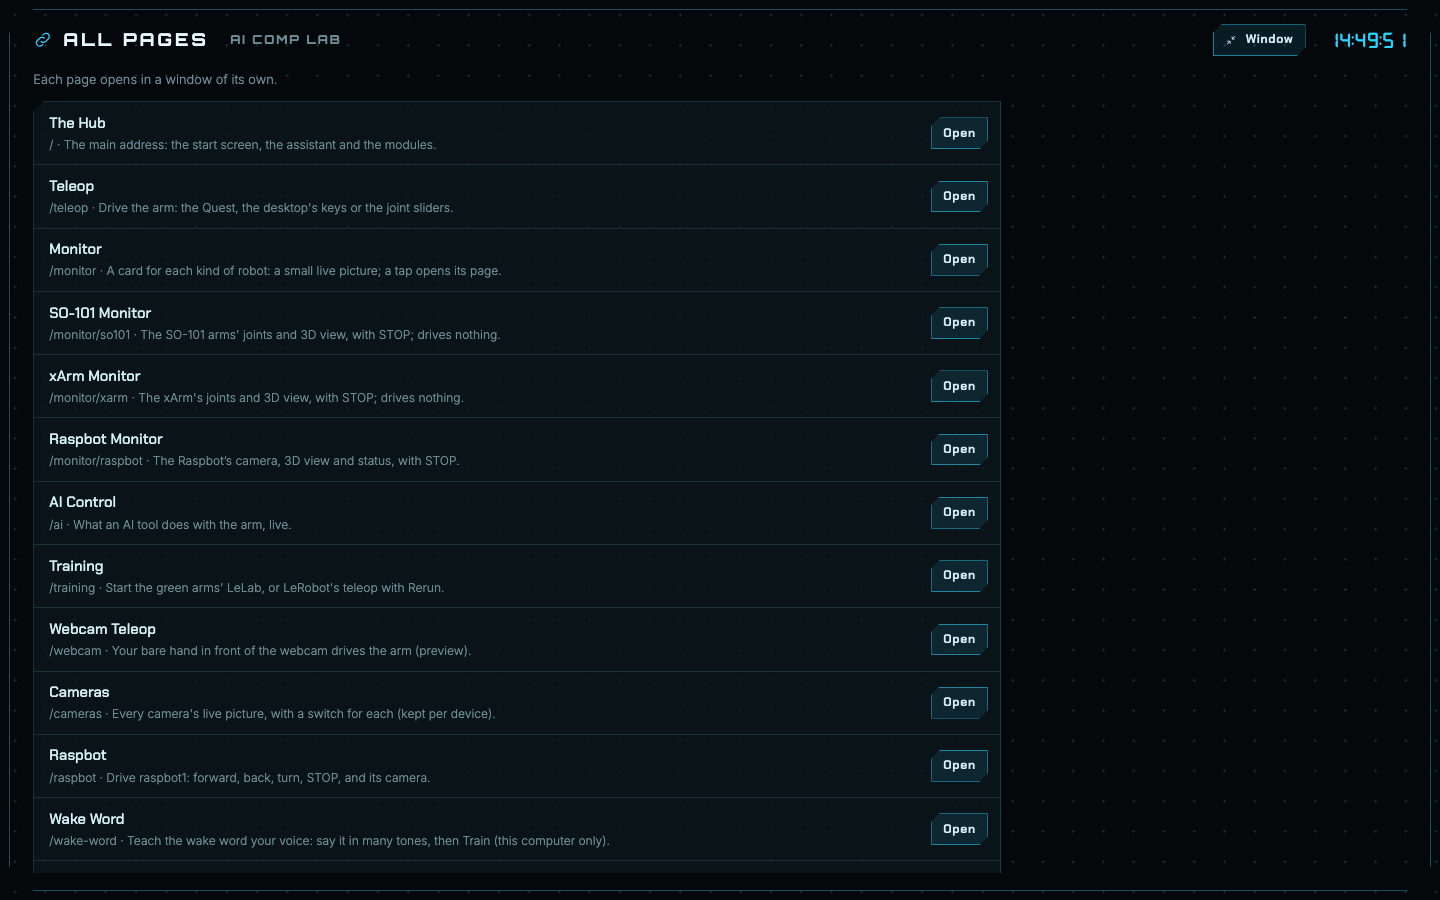 ALL PAGES AI COMP LAB Window 14:49:51
Each page opens in a window of its own.
The Hub
/ · The main address: the start screen, the assistant and the modules.
Open
Teleop
/teleop · Drive the arm: the Quest, the desktop's keys or the joint sliders.
Open
Monitor
/monitor · A card for each kind of robot: a small live picture; a tap opens its page.
Open
SO-101 Monitor
/monitor/so101 · The SO-101 arms' joints and 3D view, with STOP; drives nothing.
Open
xArm Monitor
/monitor/xarm · The xArm's joints and 3D view, with STOP; drives nothing.
Open
Raspbot Monitor
/monitor/raspbot · The Raspbot's camera, 3D view and status, with STOP.
Open
AI Control
/ai · What an AI tool does with the arm, live.
Open
Training
/training · Start the green arms' LeLab, or LeRobot's teleop with Rerun.
Open
Webcam Teleop
/webcam · Your bare hand in front of the webcam drives the arm (preview).
Open
Cameras
/cameras · Every camera's live picture, with a switch for each (kept per device).
Open
Raspbot
/raspbot · Drive raspbot1: forward, back, turn, STOP, and its camera.
Open
Wake Word
/wake-word · Teach the wake word your voice: say it in many tones, then Train (this computer only).
Open